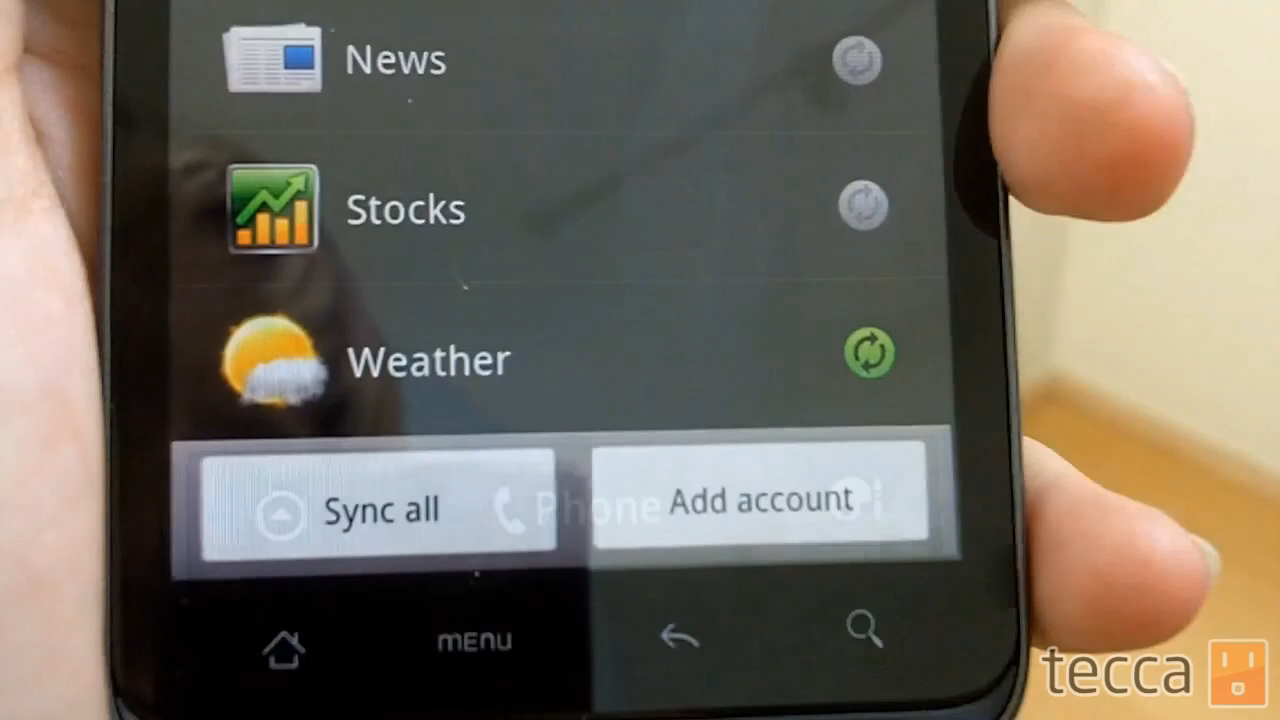 News
Stocks
Weather
Sync all
Phone
Add account
menu
tecca